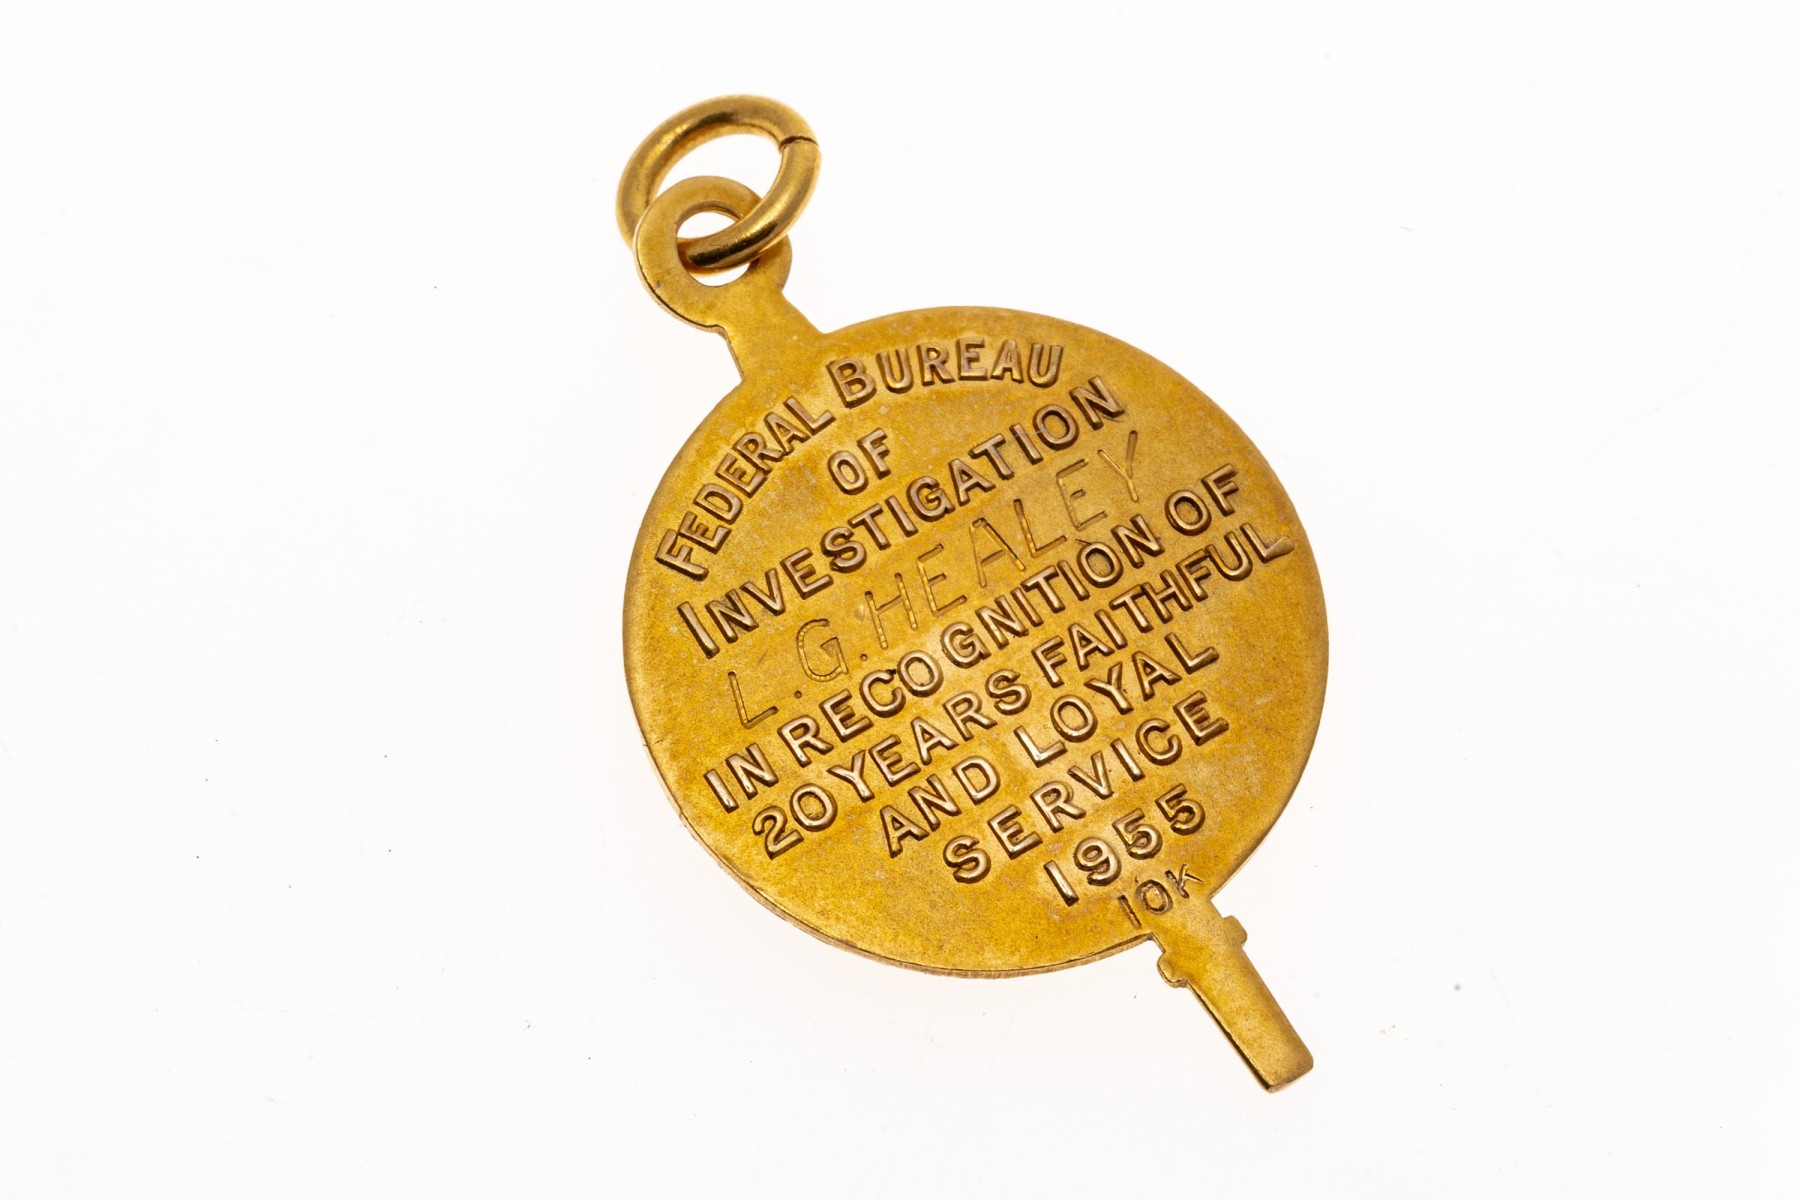 FEDERAL BUREAU
OF
INVESTIGATION
L.G. HEALEY
IN RECOGNITION OF
20 YEARS FAITHFUL
AND LOYAL
SERVICE
1955
10K